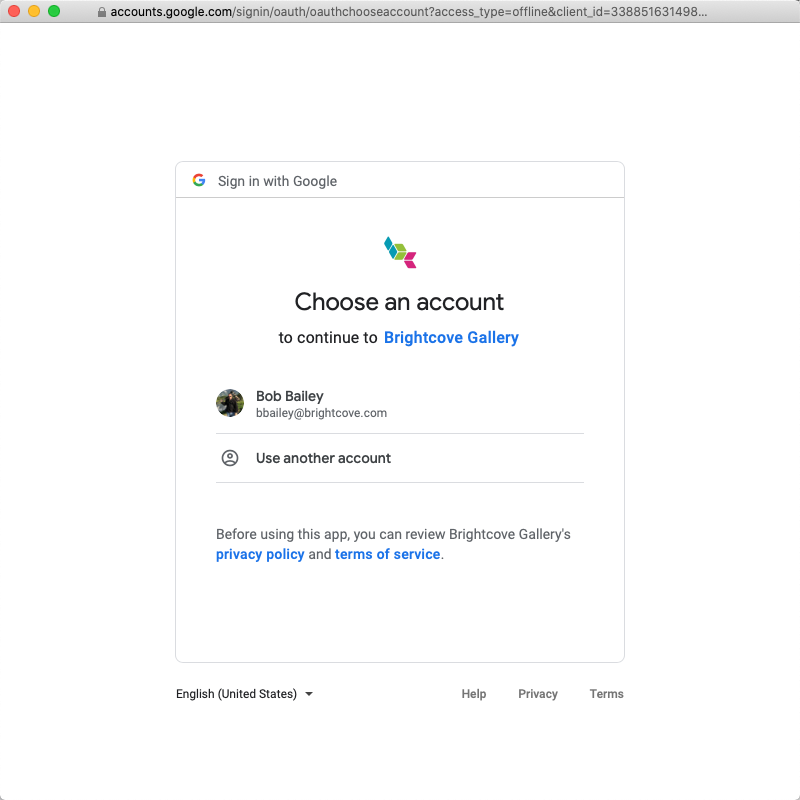 accounts.google.com/signin/oauth/oauthchooseaccount?access_type=offline&client_id=338851631498...
Sign in with Google
Choose an account
to continue to Brightcove Gallery
Bob Bailey
bbailey@brightcove.com
Use another account
Before using this app, you can review Brightcove Gallery's
privacy policy and terms of service.
English (United States) Help Privacy Terms